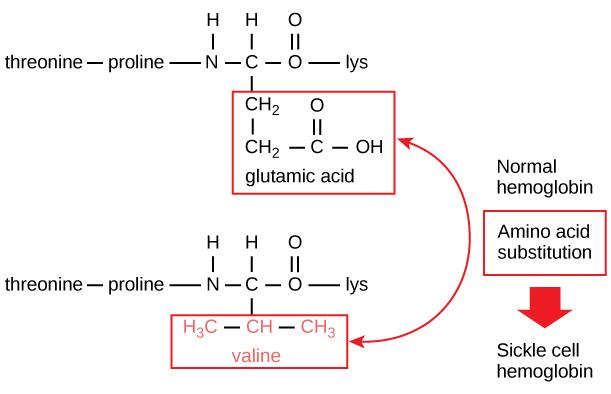 H H O
threonine — proline — N — C — O — lys
CH2 O
CH2 — C — OH
glutamic acid
Normal
hemoglobin
Amino acid
substitution
H H O
threonine — proline — N — C — O — lys
H3C — CH — CH3
valine
Sickle cell
hemoglobin